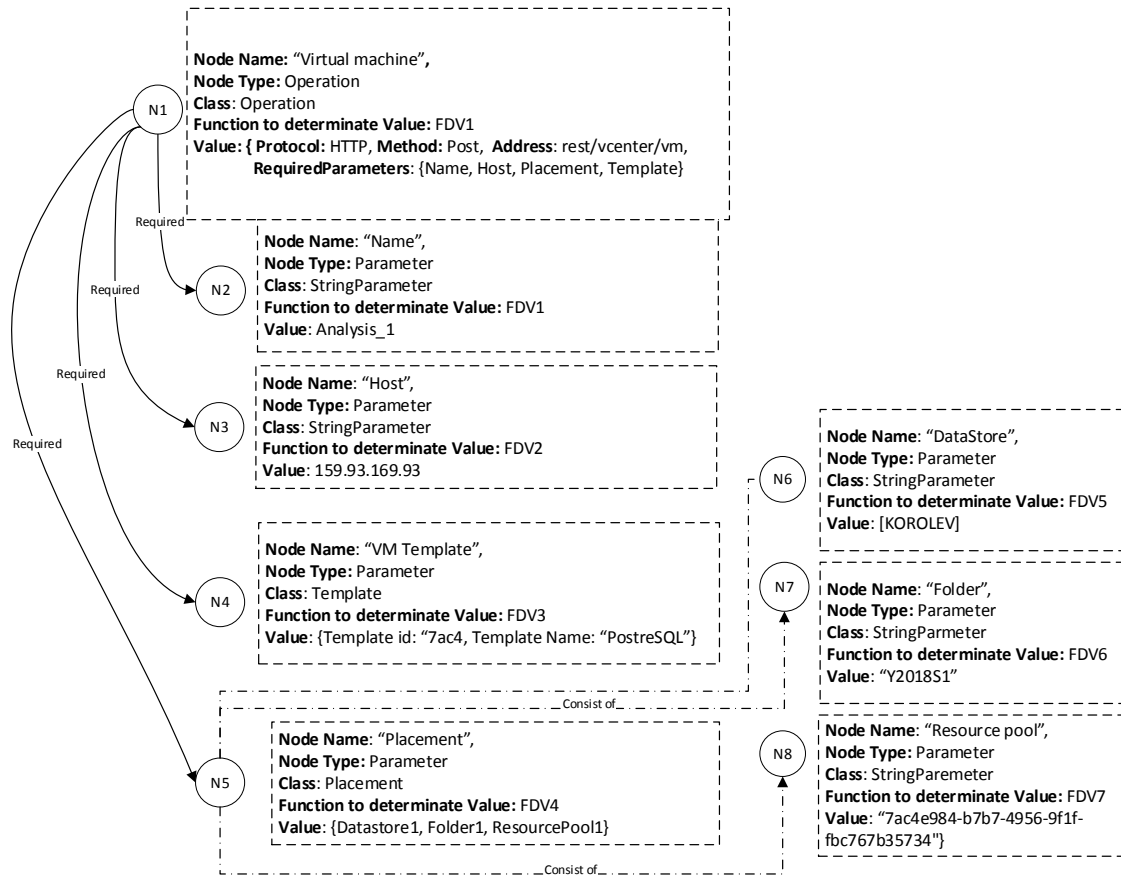 Node Name: “Virtual machine”,
Node Type: Operation
Class: Operation
Function to determinate Value: FDV1
Value: { Protocol: HTTP, Method: Post, Address: rest/vcenter/vm,
RequiredParameters: {Name, Host, Placement, Template}
N1
Required
Node Name: “Name”,
Node Type: Parameter
Class: StringParameter
Function to determinate Value: FDV1
Value: Analysis_1
N2
Required
Node Name: “Host”,
Node Type: Parameter
Class: StringParameter
Function to determinate Value: FDV2
Value: 159.93.169.93
N3
Required
Required
Node Name: “VM Template”,
Node Type: Parameter
Class: Template
Function to determinate Value: FDV3
Value: {Template id: “7ac4, Template Name: “PostreSQL”}
N4
Node Name: “DataStore”,
Node Type: Parameter
Class: StringParameter
Function to determinate Value: FDV5
Value: [KOROLEV]
N6
Node Name: “Folder”,
Node Type: Parameter
Class: StringParmeter
Function to determinate Value: FDV6
Value: “Y2018S1”
N7
Consist of
Node Name: “Placement”,
Node Type: Parameter
Class: Placement
Function to determinate Value: FDV4
Value: {Datastore1, Folder1, ResourcePool1}
N5
Node Name: “Resource pool”,
Node Type: Parameter
Class: StringParemeter
Function to determinate Value: FDV7
Value: “7ac4e984-b7b7-4956-9f1f-
fbc767b35734"}
N8
Consist of